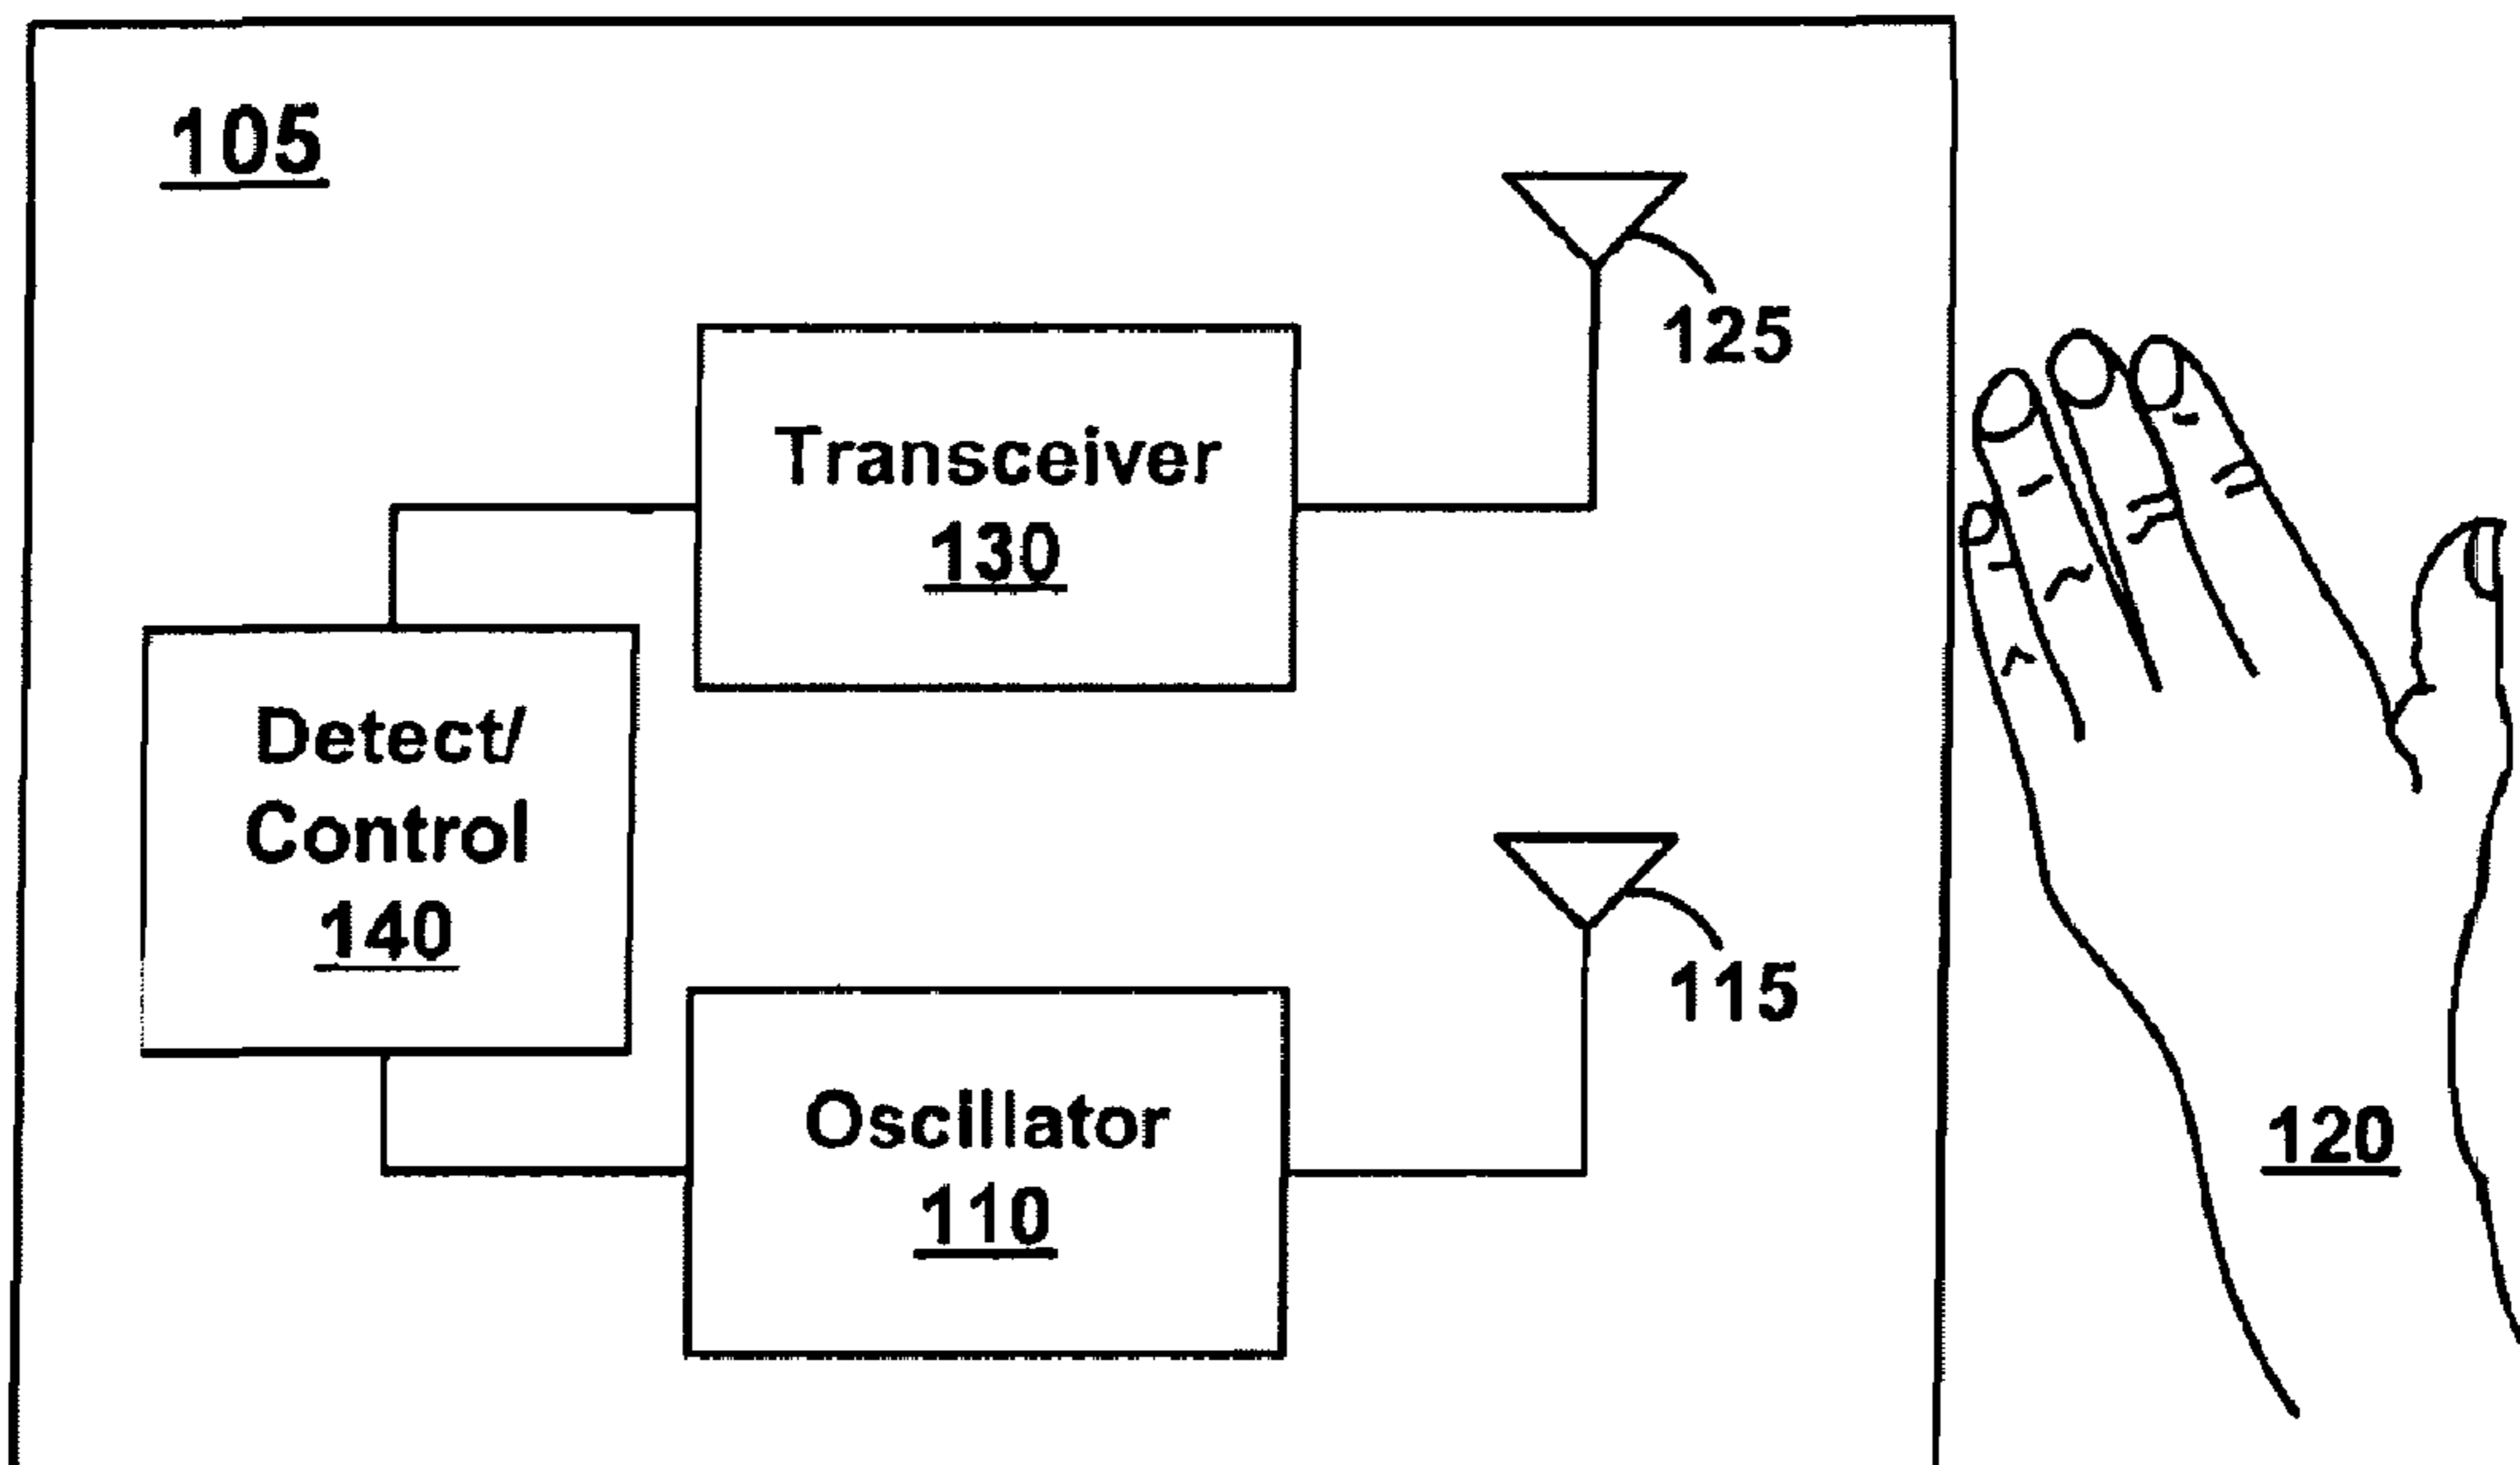 105
125
Transceiver
130
Detect/
Control
140
115
Oscillator
110
120